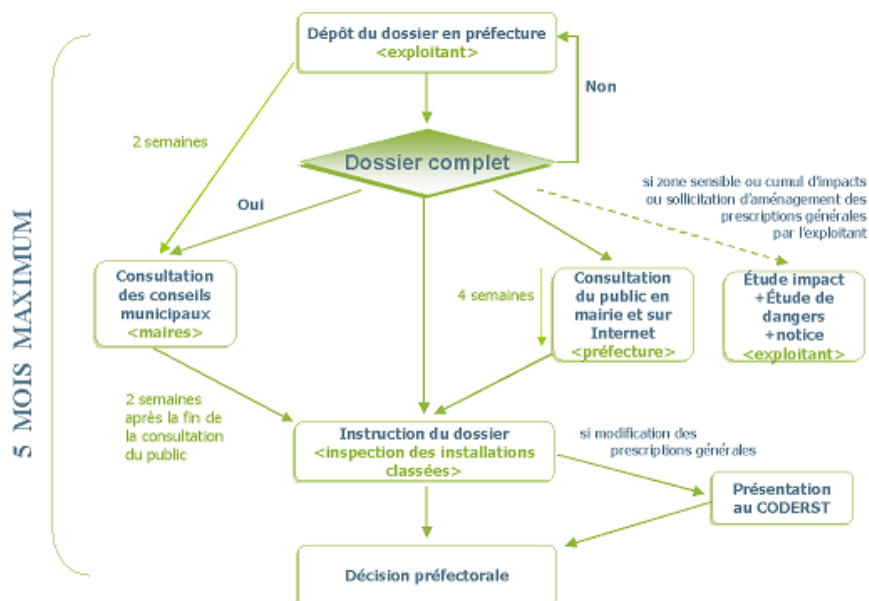 Dépôt du dossier en préfecture
<exploitant>
Non
2 semaines
Dossier complet
si zone sensible ou cumul d'impacts
ou sollicitation d'aménagement des
prescriptions générales
par l'exploitant
Oui
5 MOIS MAXIMUM
Consultation
des conseils
municipaux
<maires>
4 semaines
Consultation
du public en
mairie et sur
Internet
<préfecture>
Étude impact
+Étude de
dangers
+notice
<exploitant>
2 semaines
après la fin de
la consultation
du public
Instruction du dossier
<inspection des installations
classées>
si modification des
prescriptions générales
Présentation
au CODERST
Décision préfectorale